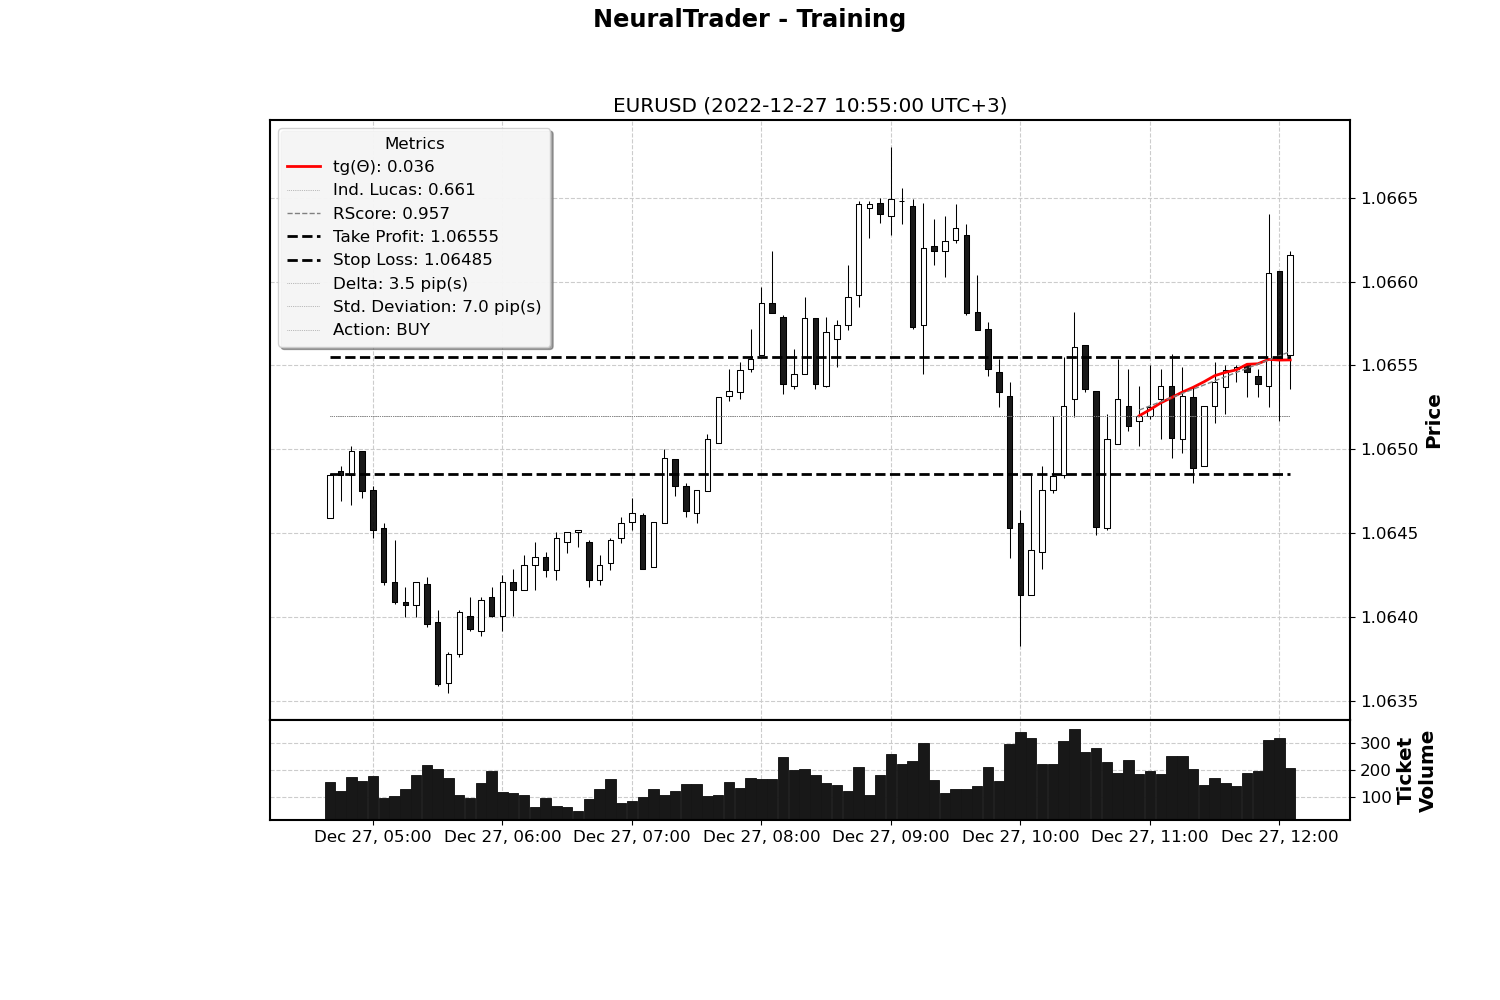 NeuralTrader - Training
EURUSD (2022-12-27 10:55:00 UTC+3)
Metrics
tg(Θ): 0.036
Ind. Lucas: 0.661
RScore: 0.957
Take Profit: 1.06555
Stop Loss: 1.06485
Delta: 3.5 pip(s)
Std. Deviation: 7.0 pip(s)
Action: BUY
1.0665
1.0660
1.0655
1.0650
1.0645
1.0640
1.0635
Price
300
200
100
Ticket
Volume
Dec 27, 05:00
Dec 27, 06:00
Dec 27, 07:00
Dec 27, 08:00
Dec 27, 09:00
Dec 27, 10:00
Dec 27, 11:00
Dec 27, 12:00